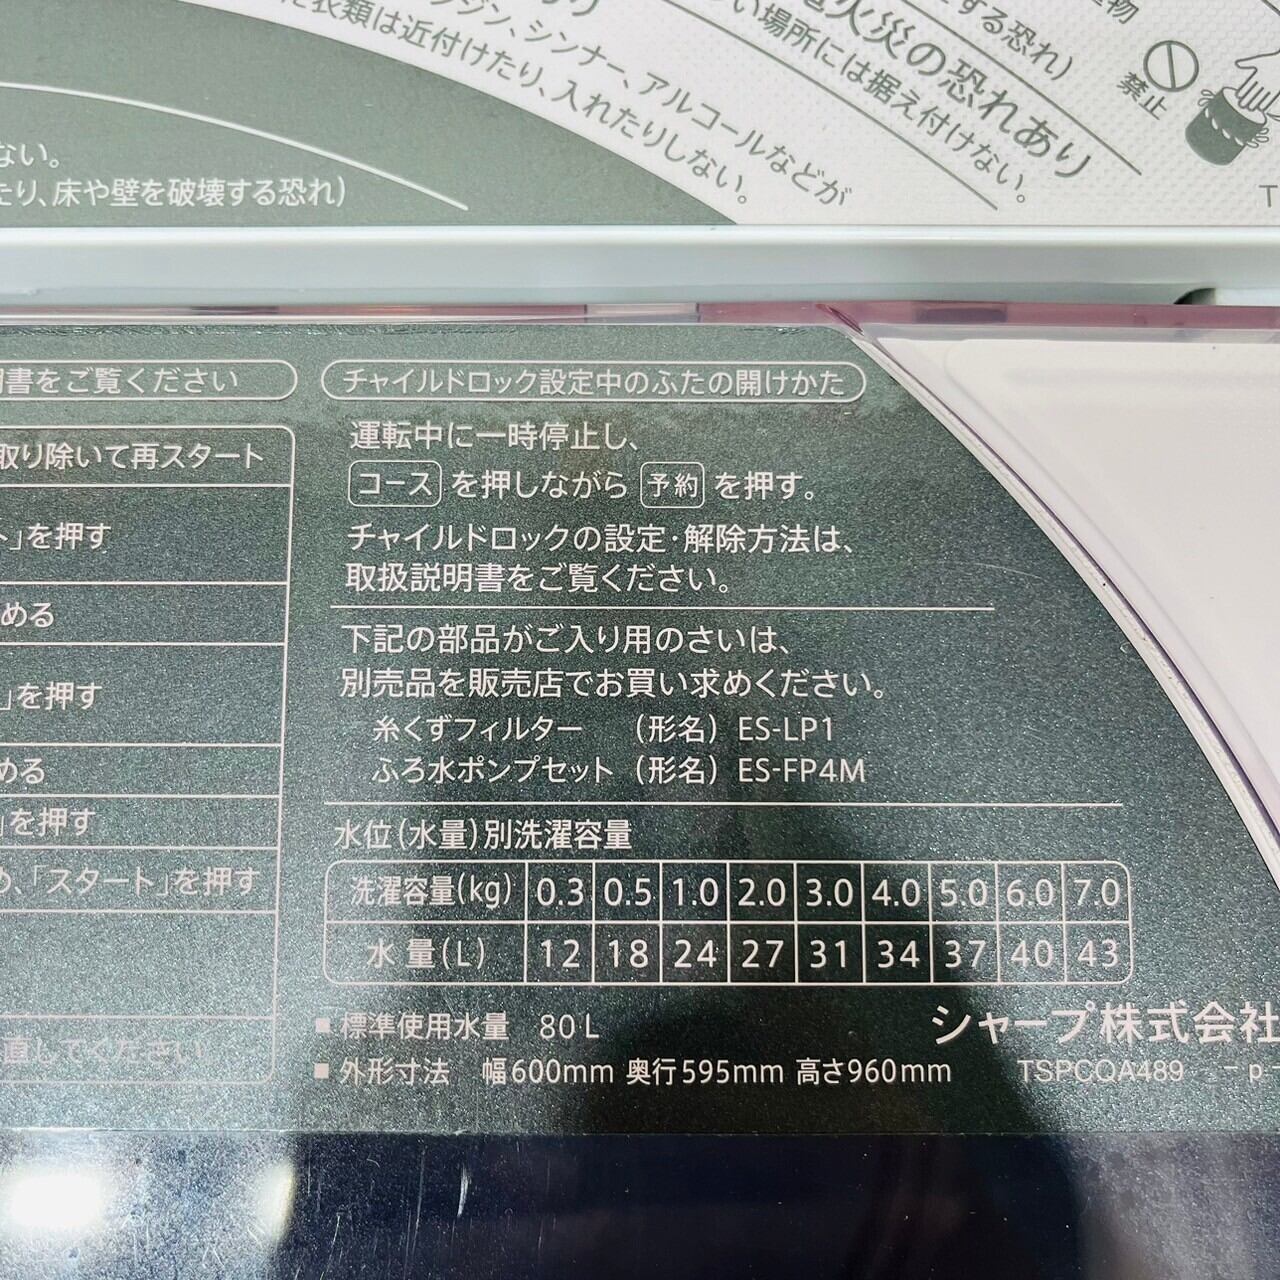 火災の恐れあり
い場所には据え付けない。
する恐れ)
禁止
シンナー、アルコールなどが
衣類は近付けたり、入れたりしない。
ない。
たり、床や壁を破壊する恐れ)
書をご覧ください
取り除いて再スタート
」を押す
める
」を押す
める
」を押す
め、「スタート」を押す
直してください
チャイルドロック設定中のふたの開けかた
運転中に一時停止し、
コース を押しながら 予約 を押す。
チャイルドロックの設定・解除方法は、
取扱説明書をご覧ください。
下記の部品がご入り用のさいは、
別売品を販売店でお買い求めください。
糸くずフィルター (形名) ES-LP1
ふろ水ポンプセット (形名) ES-FP4M
水位(水量)別洗濯容量
洗濯容量(kg) 0.3 0.5 1.0 2.0 3.0 4.0 5.0 6.0 7.0
水量(L) 12 18 24 27 31 34 37 40 43
■標準使用水量 80L
■外形寸法 幅600mm 奥行595mm 高さ960mm
シャープ株式会社
TSPCQA489 -p-